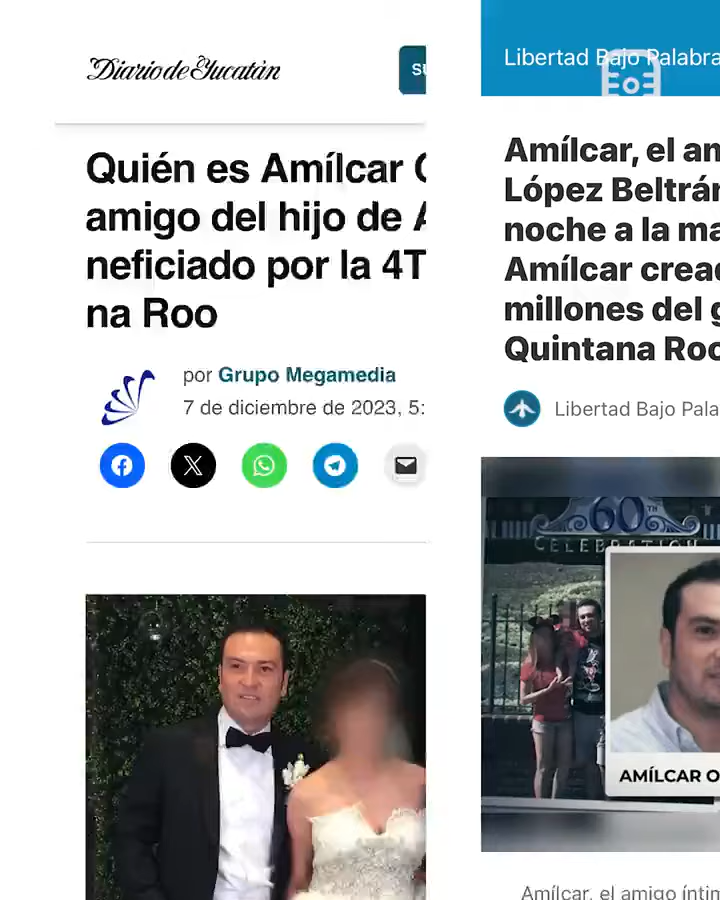 Diario de Yucatán
Quién es Amílcar
amigo del hijo de A
neficiado por la 4T
na Roo
por Grupo Megamedia
7 de diciembre de 2023, 5:
Libertad Bajo Palabra
Amílcar, el am
López Beltrán
noche a la ma
Amílcar crea
millones del g
Quintana Roo
Libertad Bajo Pala
60TH
CELEBRATION
AMÍLCAR O
Amílcar, el amigo íntim